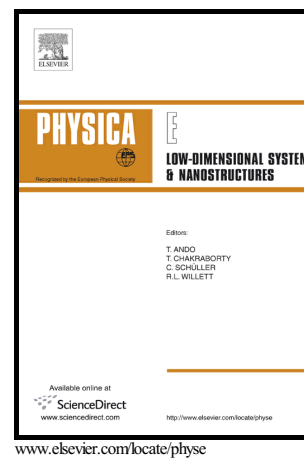 ELSEVIER
PHYSICA E
Recognized by the European Physical Society
LOW-DIMENSIONAL SYSTEM
& NANOSTRUCTURES
Editors:
T. ANDO
T. CHAKRABORTY
C. SCHÜLLER
R.L. WILLETT
Available online at
ScienceDirect
www.sciencedirect.com
http://www.elsevier.com/locate/physe
www.elsevier.com/locate/physe